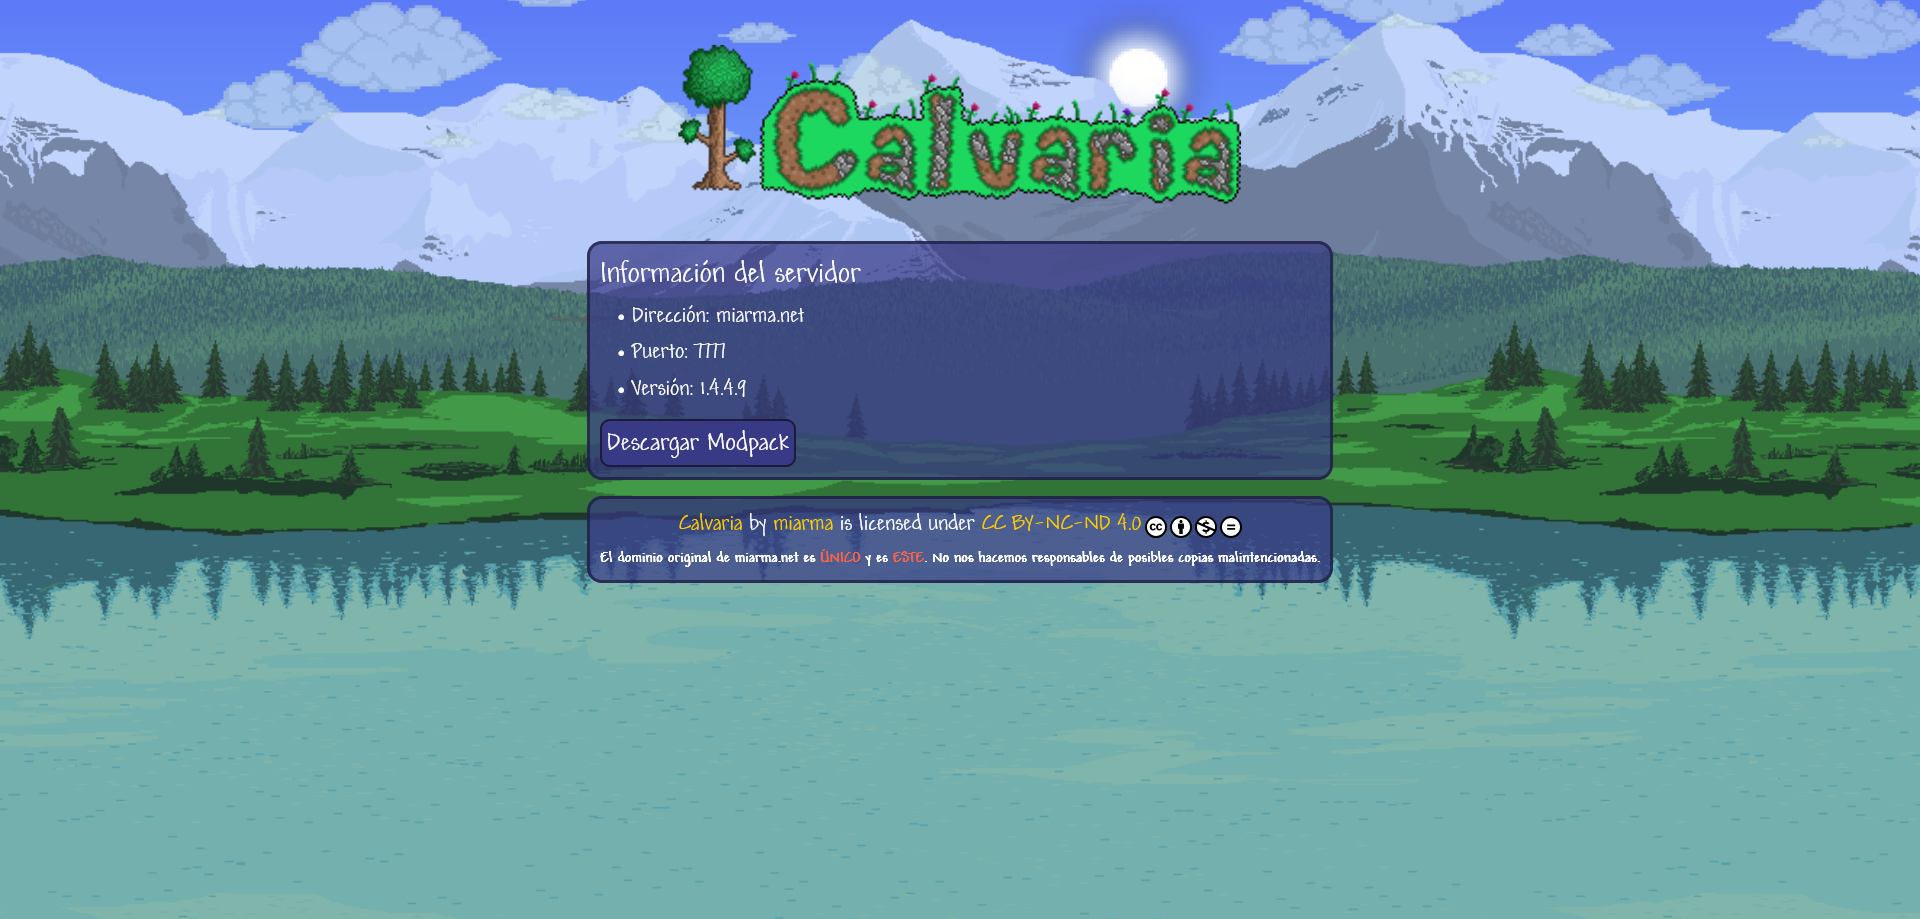 Calvaria
Información del servidor
• Dirección: miarma.net
• Puerto: 7777
• Versión: 1.4.4.9
Descargar Modpack
Calvaria by miarma is licensed under CC BY-NC-ND 4.0
El dominio original de miarma.net es ÚNICO y es ESTE. No nos hacemos responsables de posibles copias malintencionadas.